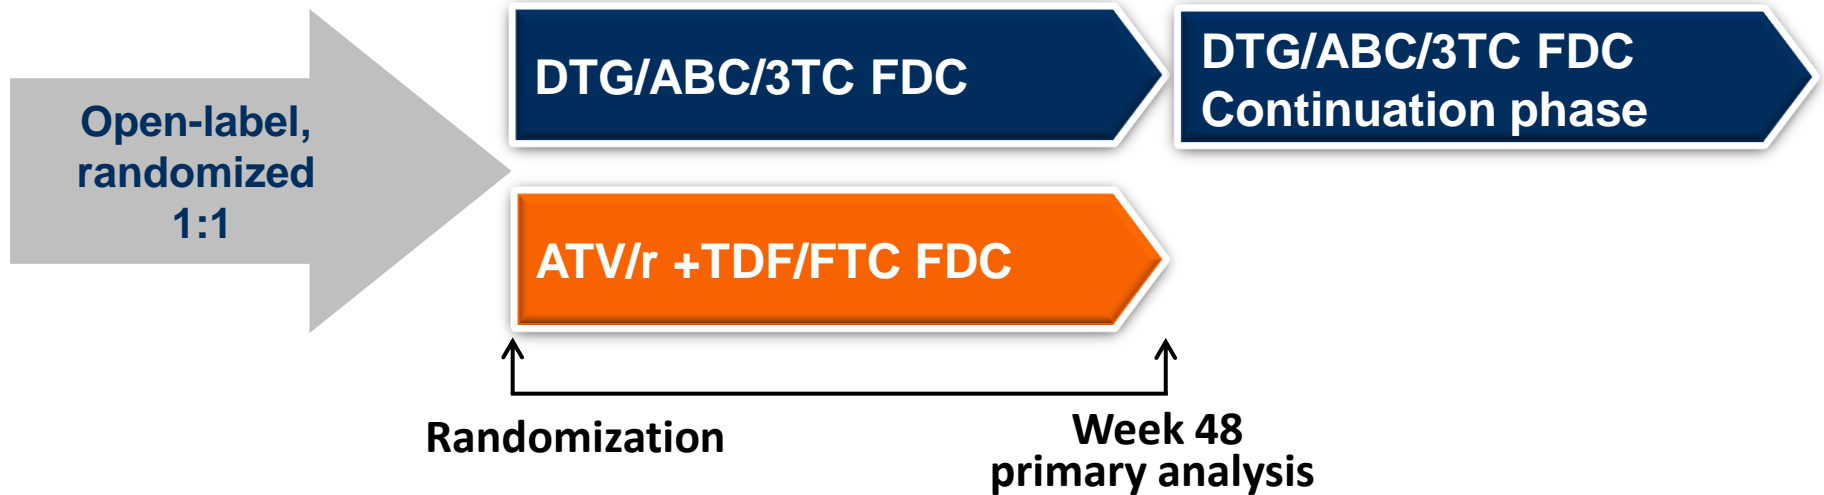 Open-label,
randomized
1:1
DTG/ABC/3TC FDC
DTG/ABC/3TC FDC
Continuation phase
ATV/r +TDF/FTC FDC
Randomization
Week 48
primary analysis